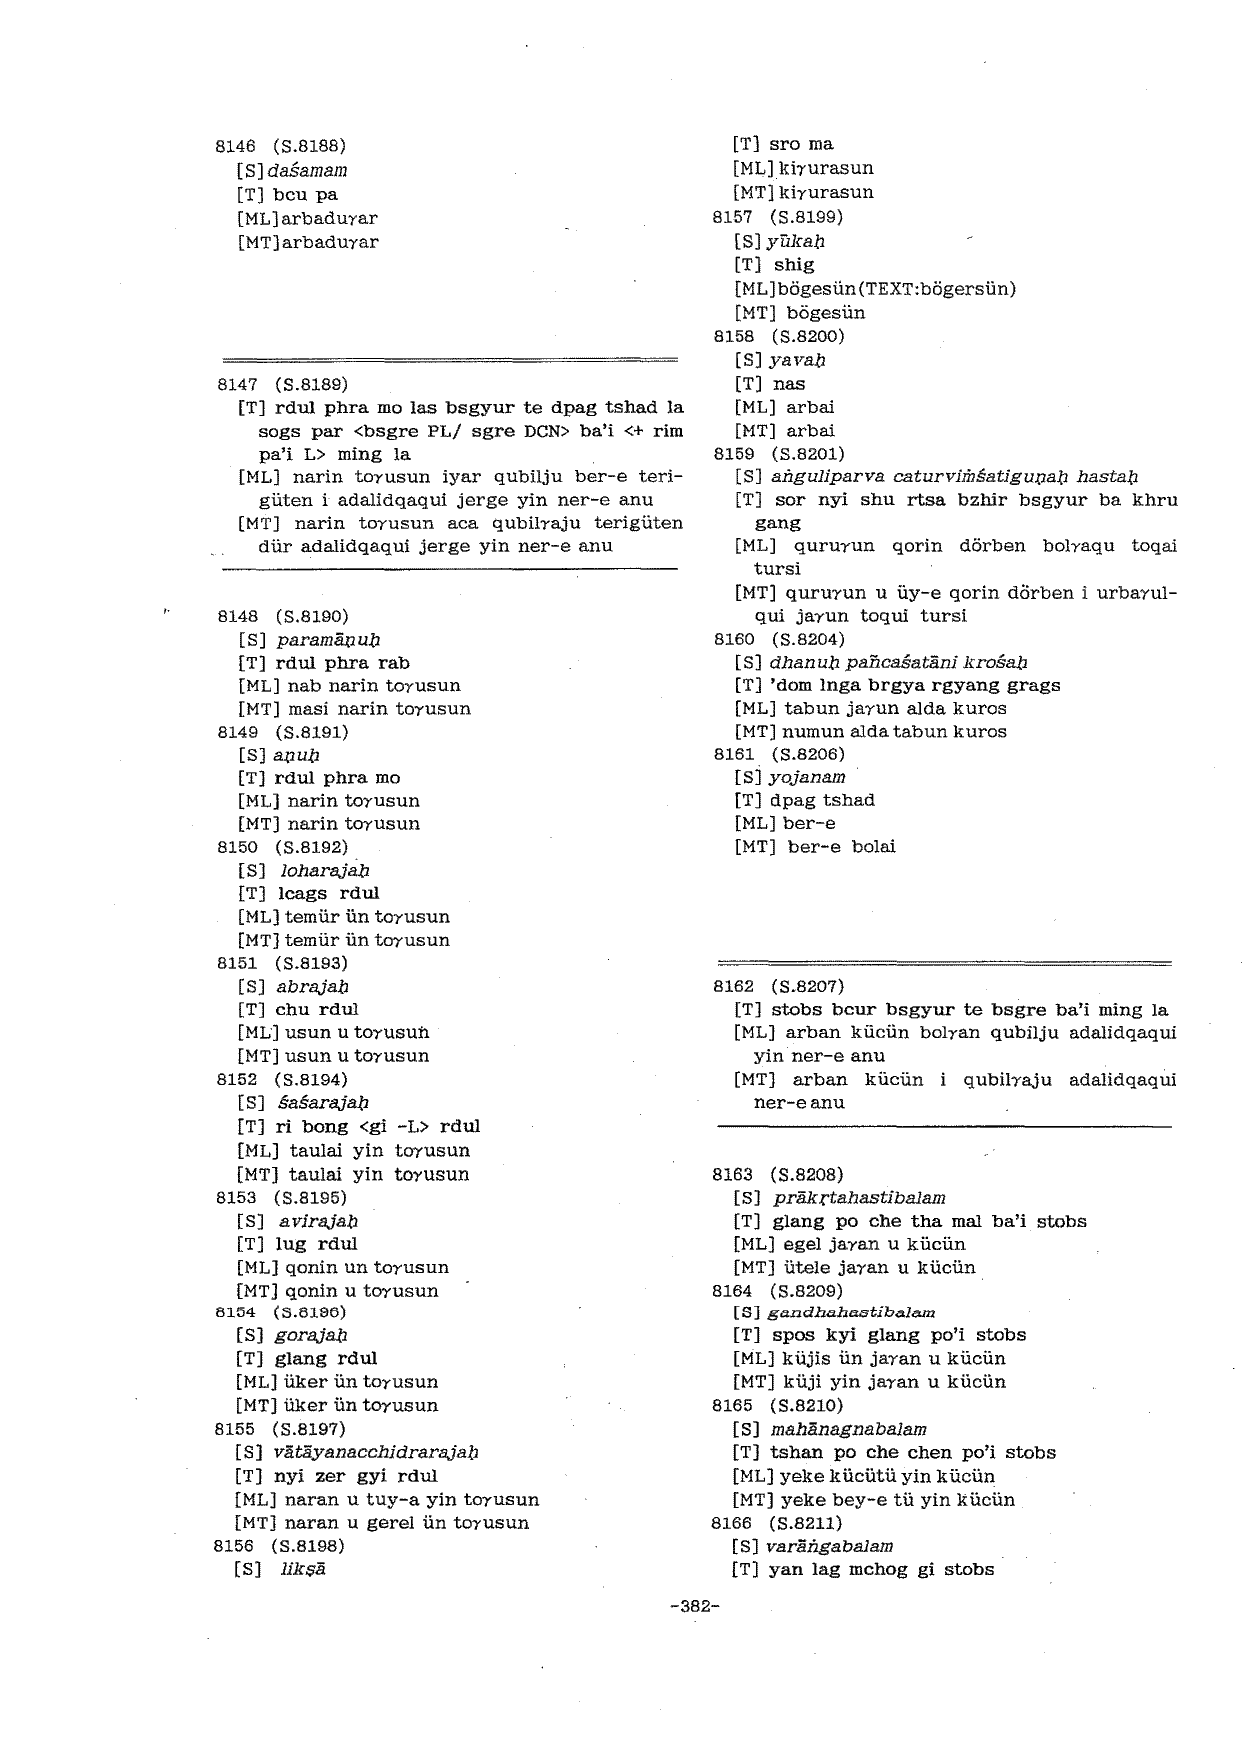 8146 (S.8188)
[S] daśamam
[T] bcu pa
[ML] arbaduγar
[MT] arbaduγar
8147 (S.8189)
[T] rdul phra mo las bsgyur te dpag tshad la
sogs par <bsgre PL/ sgre DCN> ba'i <+ rim
pa'i L> ming la
[ML] narin toγusun iyar qubilju ber-e teri-
güten i adalidqaqui jerge yin ner-e anu
[MT] narin toγusun aca qubilγaju terigüten
dür adalidqaqui jerge yin ner-e anu
8148 (S.8190)
[S] paramāṇuḥ
[T] rdul phra rab
[ML] nab narin toγusun
[MT] masi narin toγusun
8149 (S.8191)
[S] aṇuḥ
[T] rdul phra mo
[ML] narin toγusun
[MT] narin toγusun
8150 (S.8192)
[S] loharajaḥ
[T] lcags rdul
[ML] temür ün toγusun
[MT] temür ün toγusun
8151 (S.8193)
[S] abrajaḥ
[T] chu rdul
[ML] usun u toγusun
[MT] usun u toγusun
8152 (S.8194)
[S] śaśarajaḥ
[T] ri bong <gi -L> rdul
[ML] taulai yin toγusun
[MT] taulai yin toγusun
8153 (S.8195)
[S] avirajaḥ
[T] lug rdul
[ML] qonin un toγusun
[MT] qonin u toγusun
8154 (S.8196)
[S] gorajaḥ
[T] glang rdul
[ML] üker ün toγusun
[MT] üker ün toγusun
8155 (S.8197)
[S] vātāyanacchidrarajaḥ
[T] nyi zer gyi rdul
[ML] naran u tuy-a yin toγusun
[MT] naran u gerel ün toγusun
8156 (S.8198)
[S] likṣā
[T] sro ma
[ML] kiγurasun
[MT] kiγurasun
8157 (S.8199)
[S] yūkaḥ
[T] shig
[ML] bögesün(TEXT:bögersün)
[MT] bögesün
8158 (S.8200)
[S] yavaḥ
[T] nas
[ML] arbai
[MT] arbai
8159 (S.8201)
[S] aṅguliparva caturviṁśatiguṇaḥ hastaḥ
[T] sor nyi shu rtsa bzhir bsgyur ba khru
gang
[ML] quruγun qorin dörben bolγaqu toqai
tursi
[MT] quruγun u üy-e qorin dörben i urbaγul-
qui jaγun toqui tursi
8160 (S.8204)
[S] dhanuḥ pañcaśatāni krośaḥ
[T] 'dom lnga brgya rgyang grags
[ML] tabun jaγun alda kuros
[MT] numun alda tabun kuros
8161 (S.8206)
[S] yojanam
[T] dpag tshad
[ML] ber-e
[MT] ber-e bolai
8162 (S.8207)
[T] stobs bcur bsgyur te bsgre ba'i ming la
[ML] arban kücün bolγan qubilju adalidqaqui
yin ner-e anu
[MT] arban kücün i qubilγaju adalidqaqui
ner-e anu
8163 (S.8208)
[S] prākṛtahastibalam
[T] glang po che tha mal ba'i stobs
[ML] egel jaγan u kücün
[MT] ütele jaγan u kücün
8164 (S.8209)
[S] gandhahastibalam
[T] spos kyi glang po'i stobs
[ML] küjis ün jaγan u kücün
[MT] küji yin jaγan u kücün
8165 (S.8210)
[S] mahānagnabalam
[T] tshan po che chen po'i stobs
[ML] yeke kücütü yin kücün
[MT] yeke bey-e tü yin kücün
8166 (S.8211)
[S] varāṅgabalam
[T] yan lag mchog gi stobs
-382-